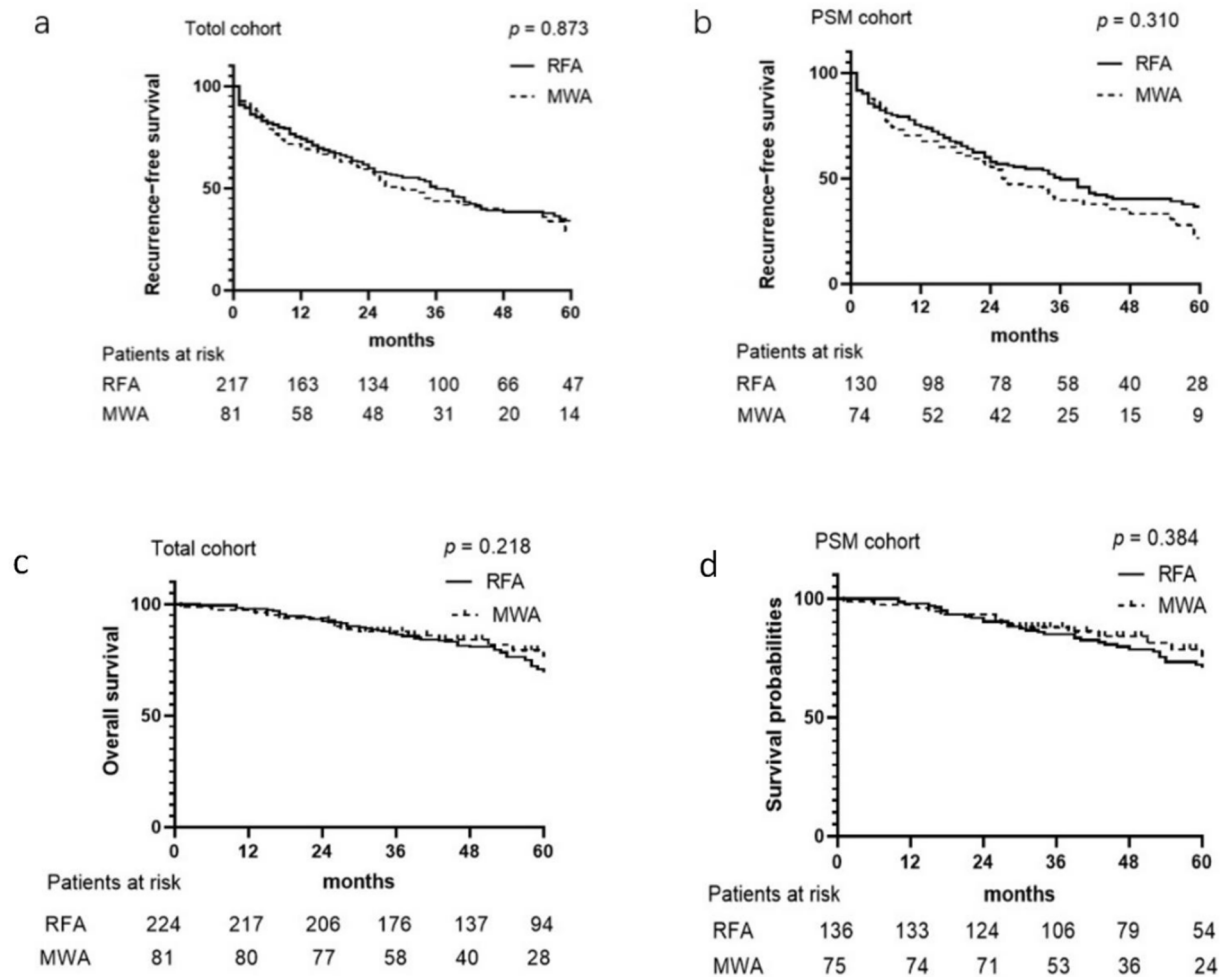 a
Total cohort
p = 0.873
RFA
MWA
Recurrence-free survival
100
50
0
0 12 24 36 48 60
months
Patients at risk
RFA 217 163 134 100 66 47
MWA 81 58 48 31 20 14
b
PSM cohort
p = 0.310
RFA
MWA
Recurrence-free survival
100
50
0
0 12 24 36 48 60
months
Patients at risk
RFA 130 98 78 58 40 28
MWA 74 52 42 25 15 9
c
Total cohort
p = 0.218
RFA
MWA
Overall survival
100
50
0
0 12 24 36 48 60
Patients at risk months
RFA 224 217 206 176 137 94
MWA 81 80 77 58 40 28
d
PSM cohort
p = 0.384
RFA
MWA
Survival probabilities
100
50
0
0 12 24 36 48 60
Patients at risk months
RFA 136 133 124 106 79 54
MWA 75 74 71 53 36 24